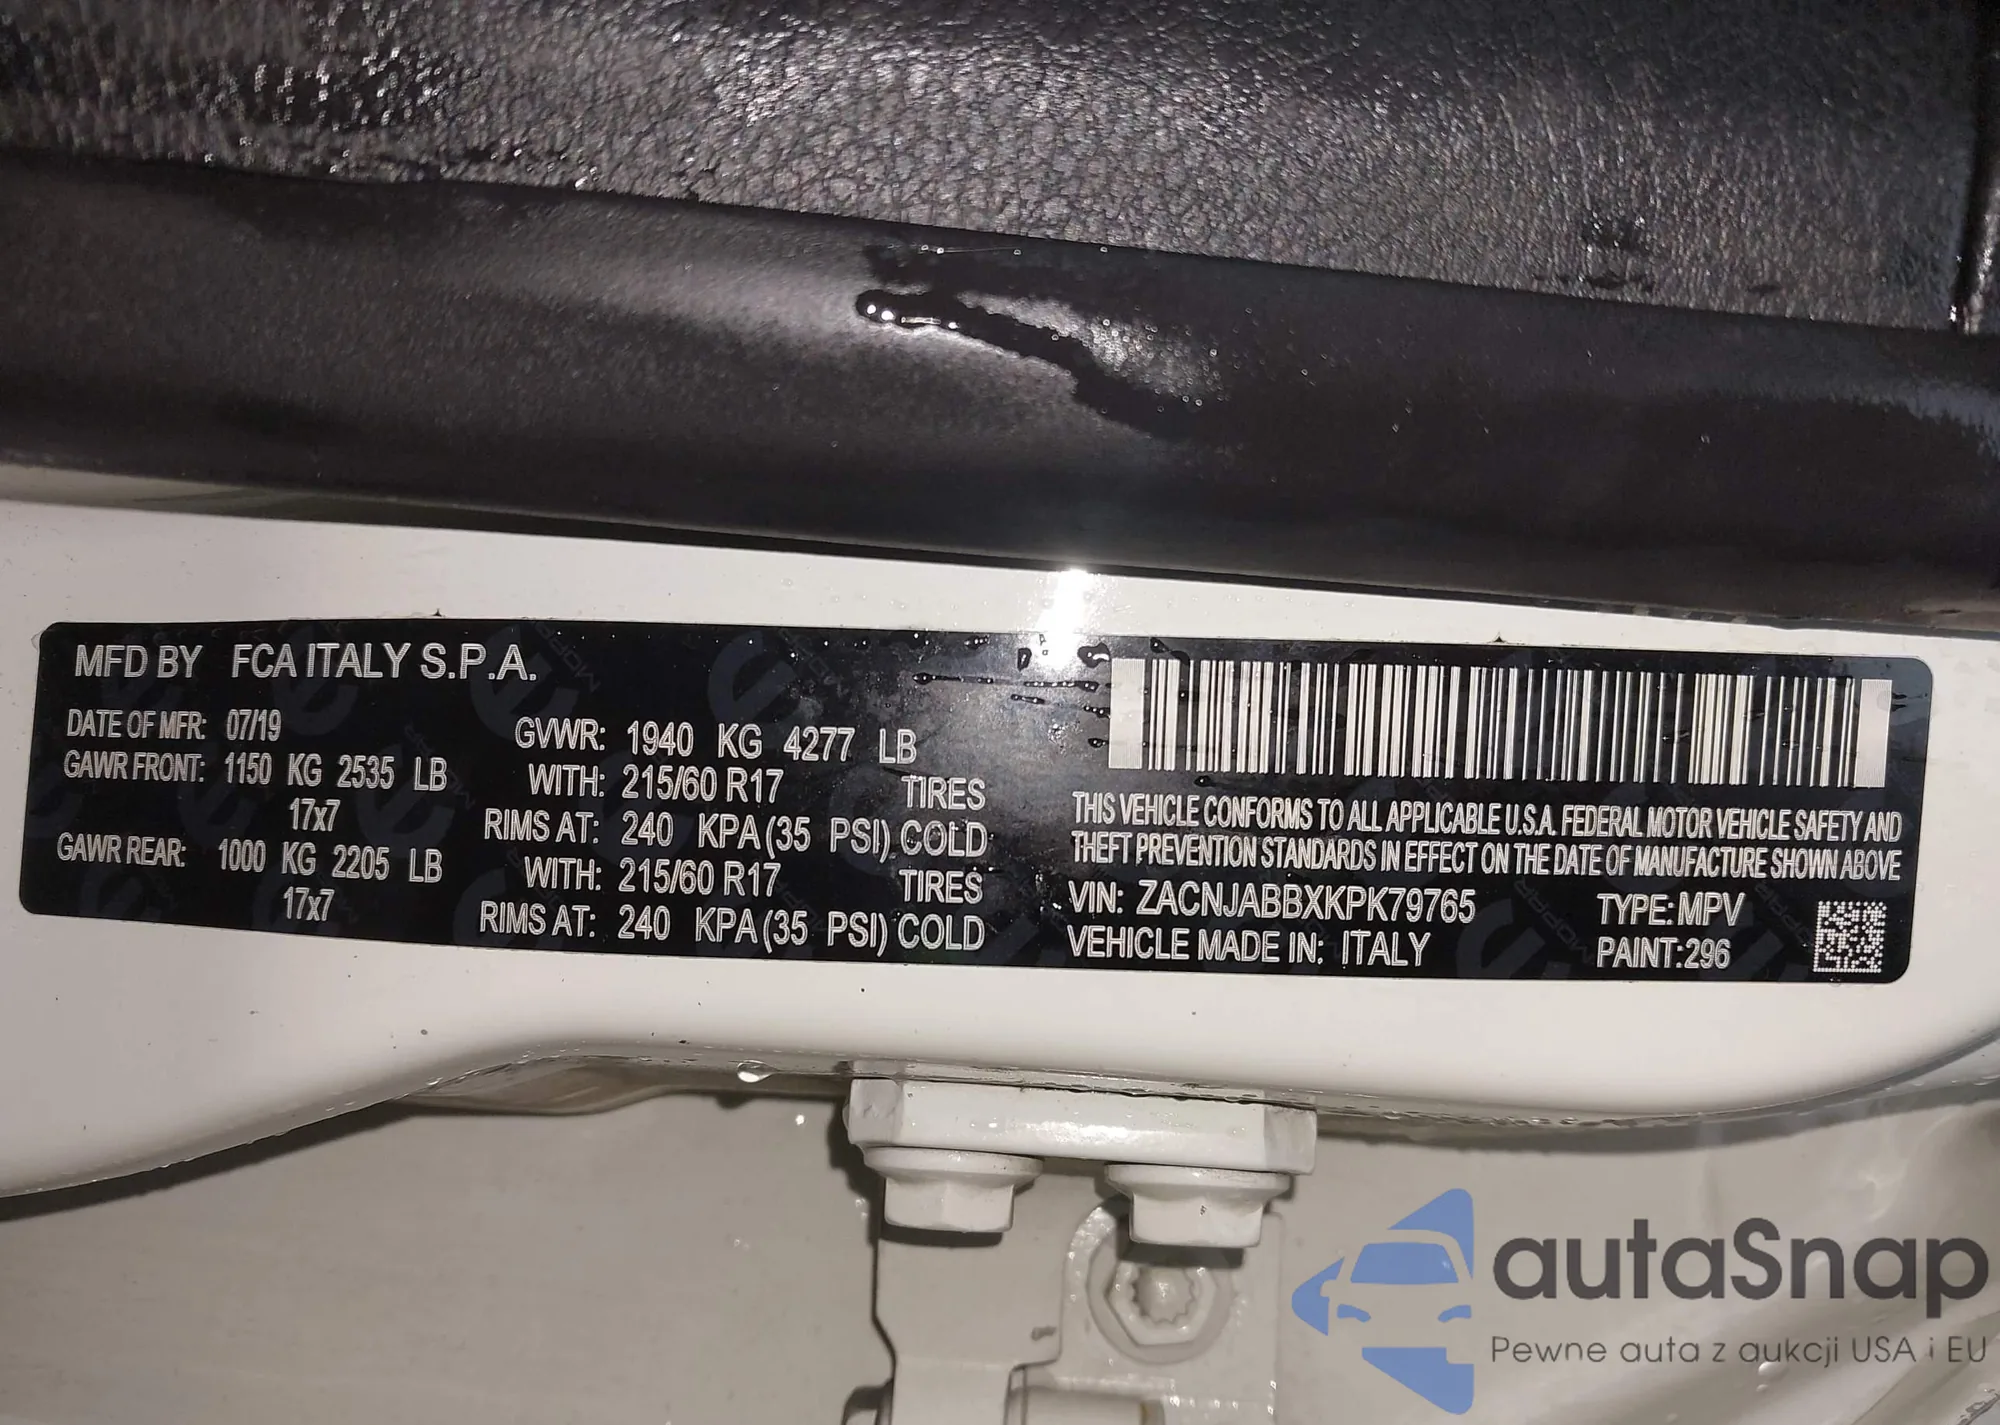 MFD BY FCA ITALY S.P.A.
DATE OF MFR: 07/19
GAWR FRONT: 1150 KG 2535 LB
17x7
GAWR REAR: 1000 KG 2205 LB
17x7
GVWR: 1940 KG 4277 LB
WITH: 215/60 R17 TIRES
RIMS AT: 240 KPA (35 PSI) COLD
WITH: 215/60 R17 TIRES
RIMS AT: 240 KPA (35 PSI) COLD
THIS VEHICLE CONFORMS TO ALL APPLICABLE U.S.A. FEDERAL MOTOR VEHICLE SAFETY AND
THEFT PREVENTION STANDARDS IN EFFECT ON THE DATE OF MANUFACTURE SHOWN ABOVE
VIN: ZACNJABBXKPK79765 TYPE: MPV
VEHICLE MADE IN: ITALY PAINT: 296
autaSnap
Pewne auta z aukcji USA i EU